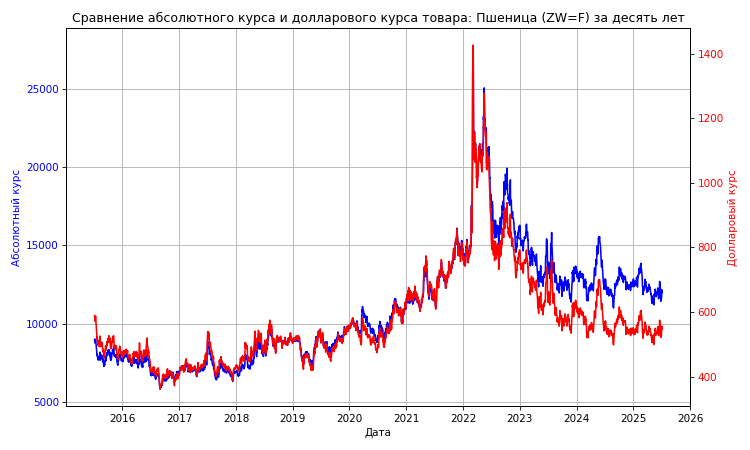 Сравнение абсолютного курса и долларового курса товара: Пшеница (ZW=F) за десять лет
Абсолютный курс
25000
20000
15000
10000
5000
1400
1200
1000
800
600
400
Долларовый курс
2016 2017 2018 2019 2020 2021 2022 2023 2024 2025 2026
Дата